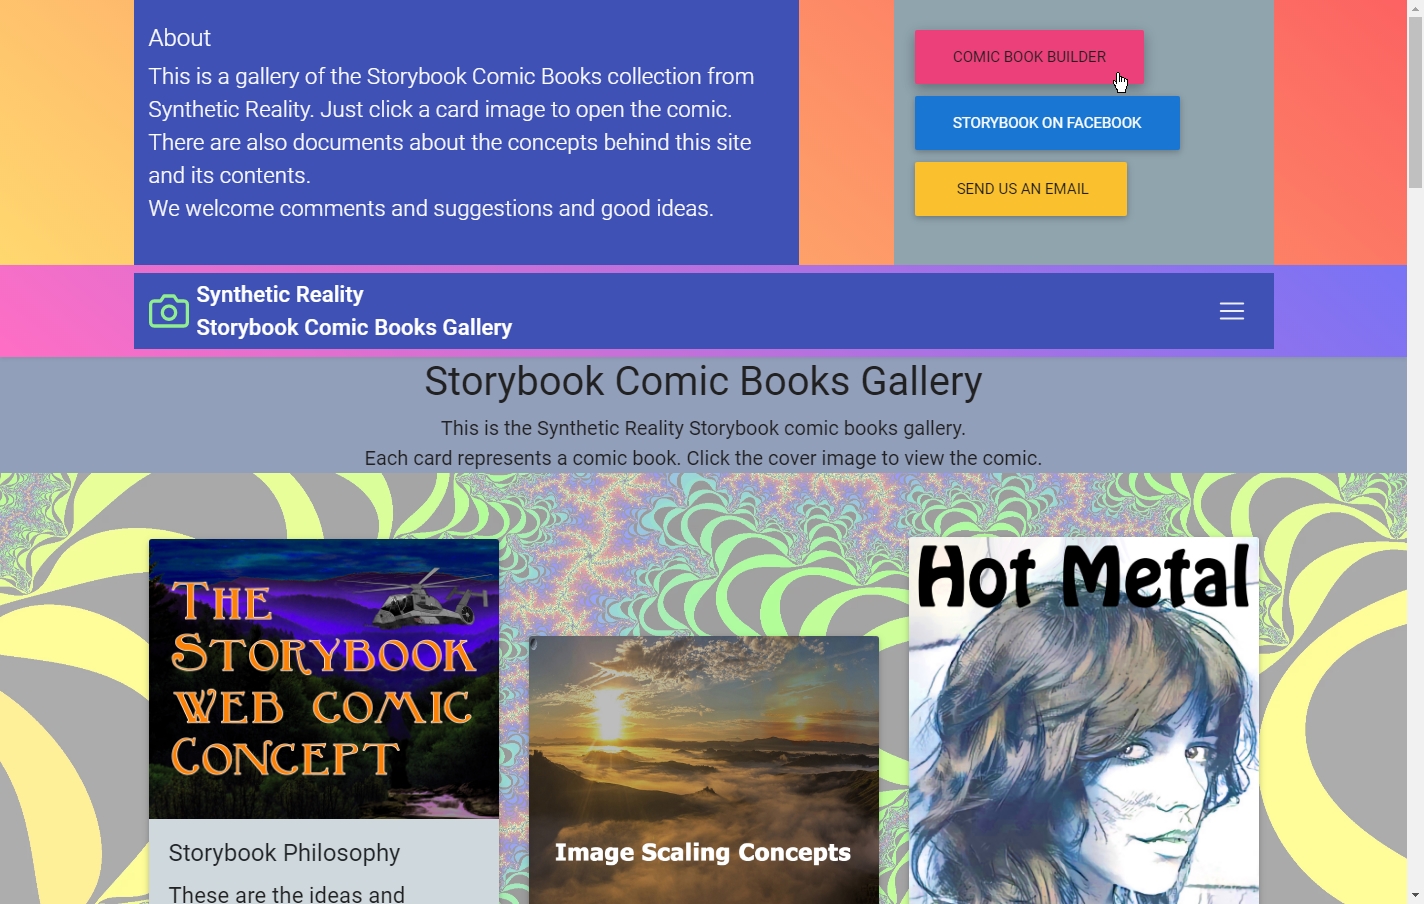 About
This is a gallery of the Storybook Comic Books collection from
Synthetic Reality. Just click a card image to open the comic.
There are also documents about the concepts behind this site
and its contents.
We welcome comments and suggestions and good ideas.
COMIC BOOK BUILDER
STORYBOOK ON FACEBOOK
SEND US AN EMAIL
Synthetic Reality
Storybook Comic Books Gallery
Storybook Comic Books Gallery
This is the Synthetic Reality Storybook comic books gallery.
Each card represents a comic book. Click the cover image to view the comic.
The
Storybook
Web Comic
Concept
Storybook Philosophy
These are the ideas and
Image Scaling Concepts
Hot Metal